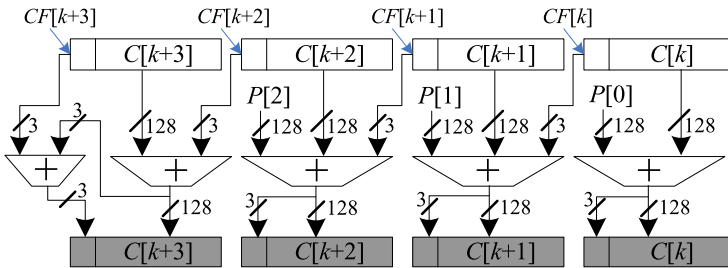 CF[k+3] CF[k+2] CF[k+1] CF[k]
C[k+3] C[k+2] C[k+1] C[k]
P[2] P[1] P[0]
3 3 128 3 128 128 3 128 128 3 128 128
+ + + + +
3 128 3 128 3 128 3 128
C[k+3] C[k+2] C[k+1] C[k]